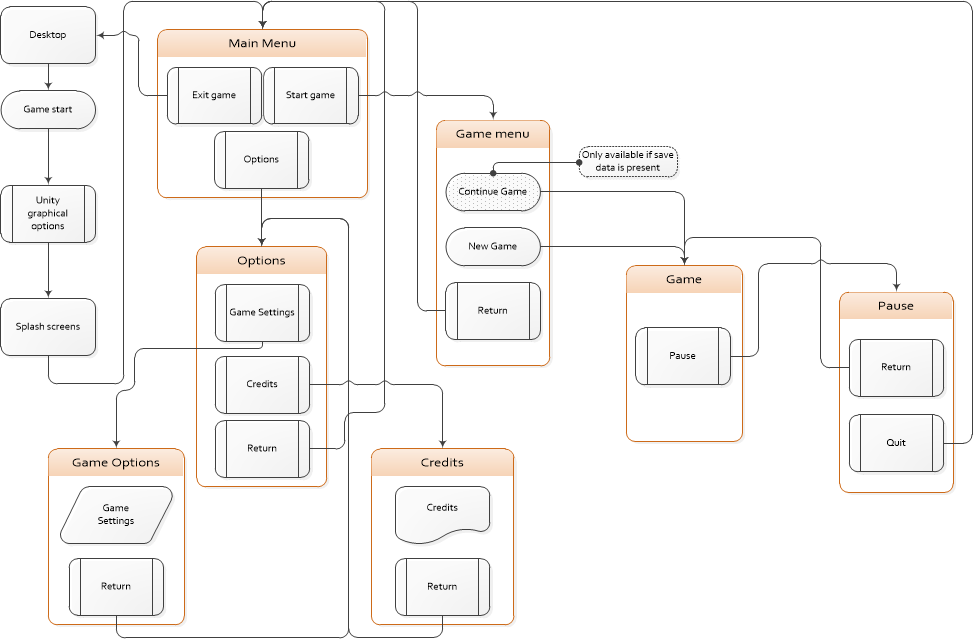 Desktop
Game start
Unity
graphical
options
Splash screens
Main Menu
Exit game
Start game
Options
Game menu
Only available if save
data is present
Continue Game
New Game
Return
Options
Game Settings
Credits
Return
Game
Pause
Pause
Return
Quit
Game Options
Game
Settings
Return
Credits
Credits
Return